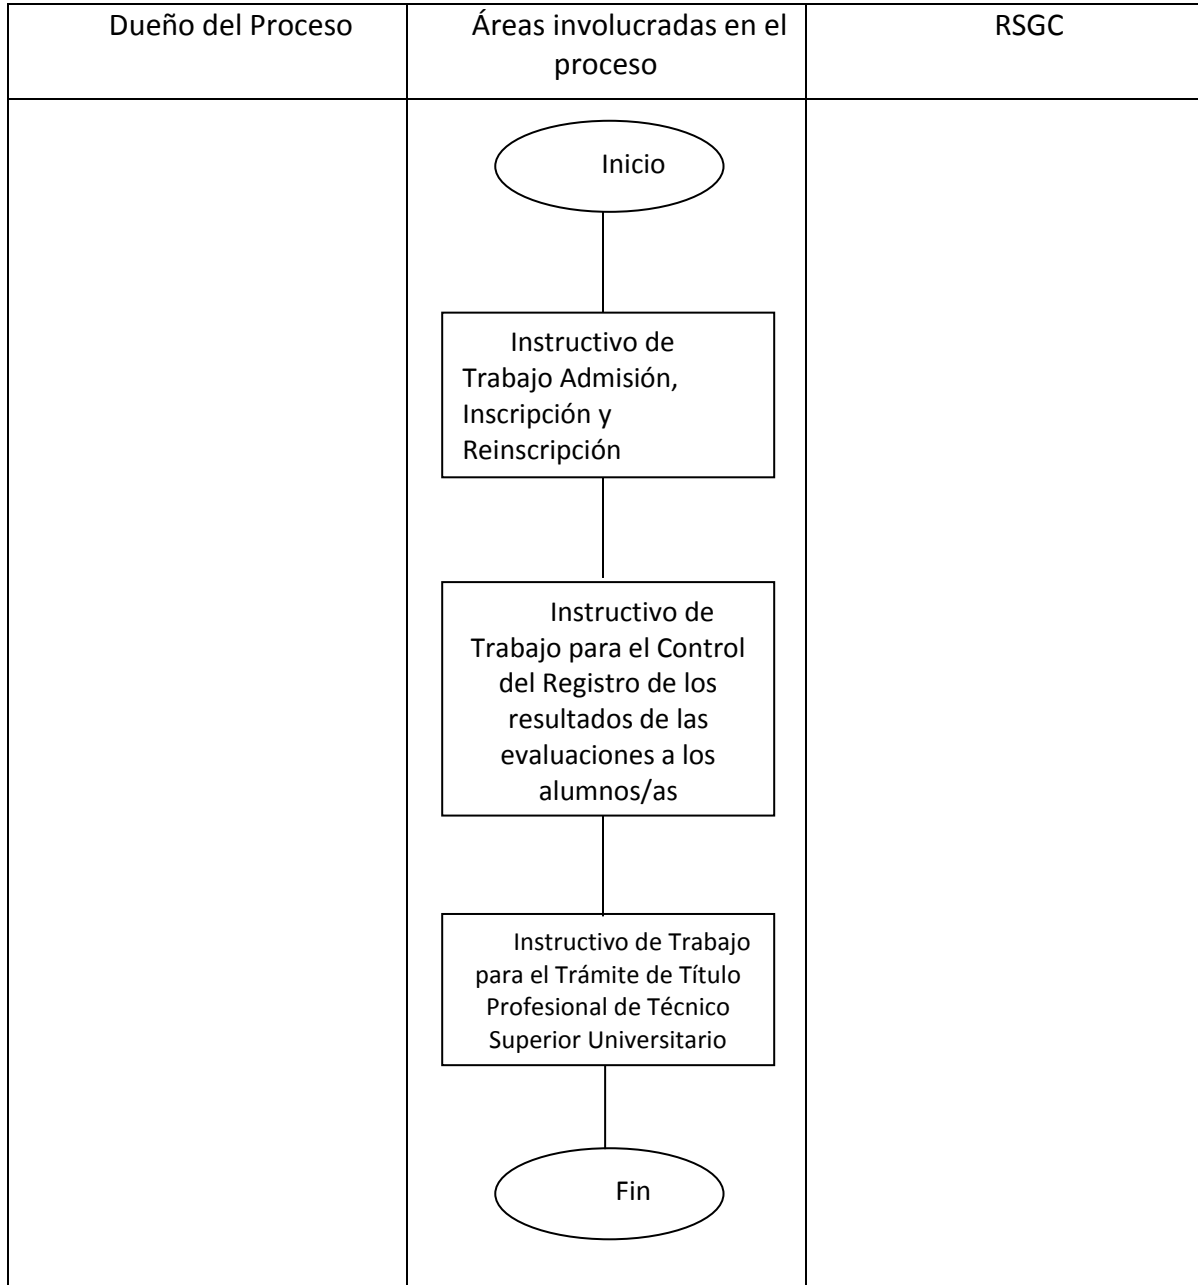 Dueño del Proceso
Áreas involucradas en el
proceso
RSGC
Inicio
Instructivo de
Trabajo Admisión,
Inscripción y
Reinscripción
Instructivo de
Trabajo para el Control
del Registro de los
resultados de las
evaluaciones a los
alumnos/as
Instructivo de Trabajo
para el Trámite de Título
Profesional de Técnico
Superior Universitario
Fin